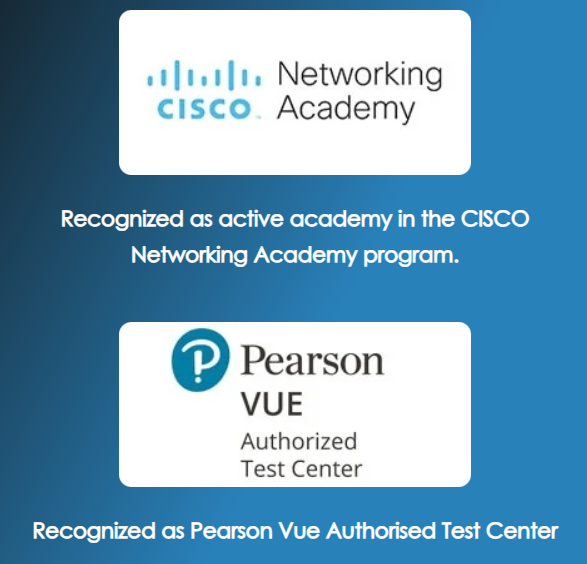 Networking
CISCO Academy
Recognized as active academy in the CISCO
Networking Academy program.
Pearson
VUE
Authorized
Test Center
Recognized as Pearson Vue Authorised Test Center